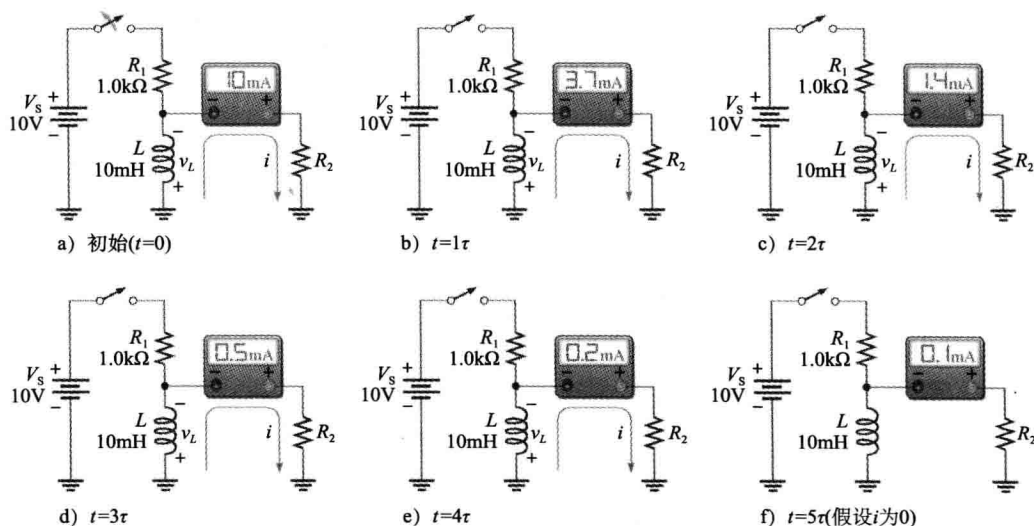 R1
1.0kΩ
10mA
− +
VS
10V
+
−
L
10mH
−
vL
+
i
R2
a) 初始(t=0)
R1
1.0kΩ
3.7mA
− +
VS
10V
+
−
L
10mH
−
vL
+
i
R2
b) t=1τ
R1
1.0kΩ
1.4mA
− +
VS
10V
+
−
L
10mH
−
vL
+
i
R2
c) t=2τ
R1
1.0kΩ
0.5mA
− +
VS
10V
+
−
L
10mH
−
vL
+
i
R2
d) t=3τ
R1
1.0kΩ
0.2mA
− +
VS
10V
+
−
L
10mH
−
vL
+
i
R2
e) t=4τ
R1
1.0kΩ
0.1mA
− +
VS
10V
+
−
L
10mH
R2
f) t=5τ(假设i为0)